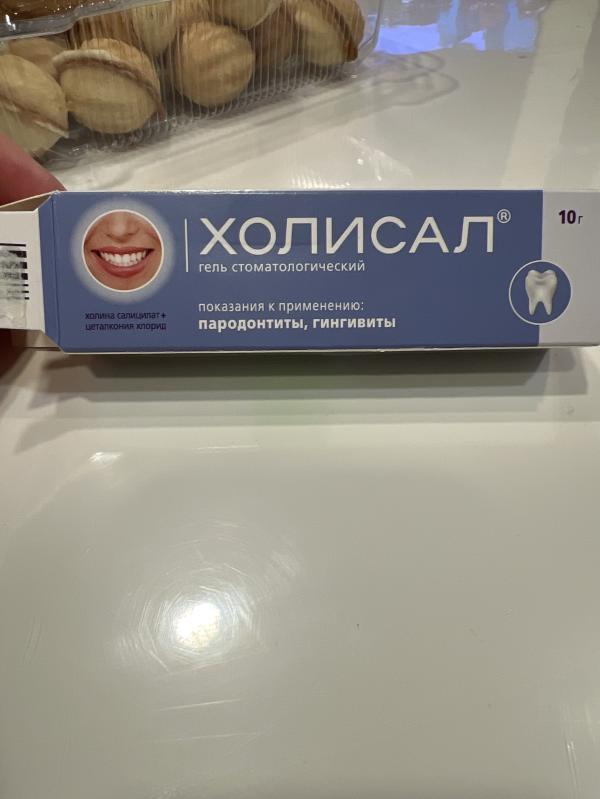 ХОЛИСАЛ®
10 г
гель стоматологический
показания к применению:
пародонтиты, гингивиты
холина салицилат+
цеталкония хлорид